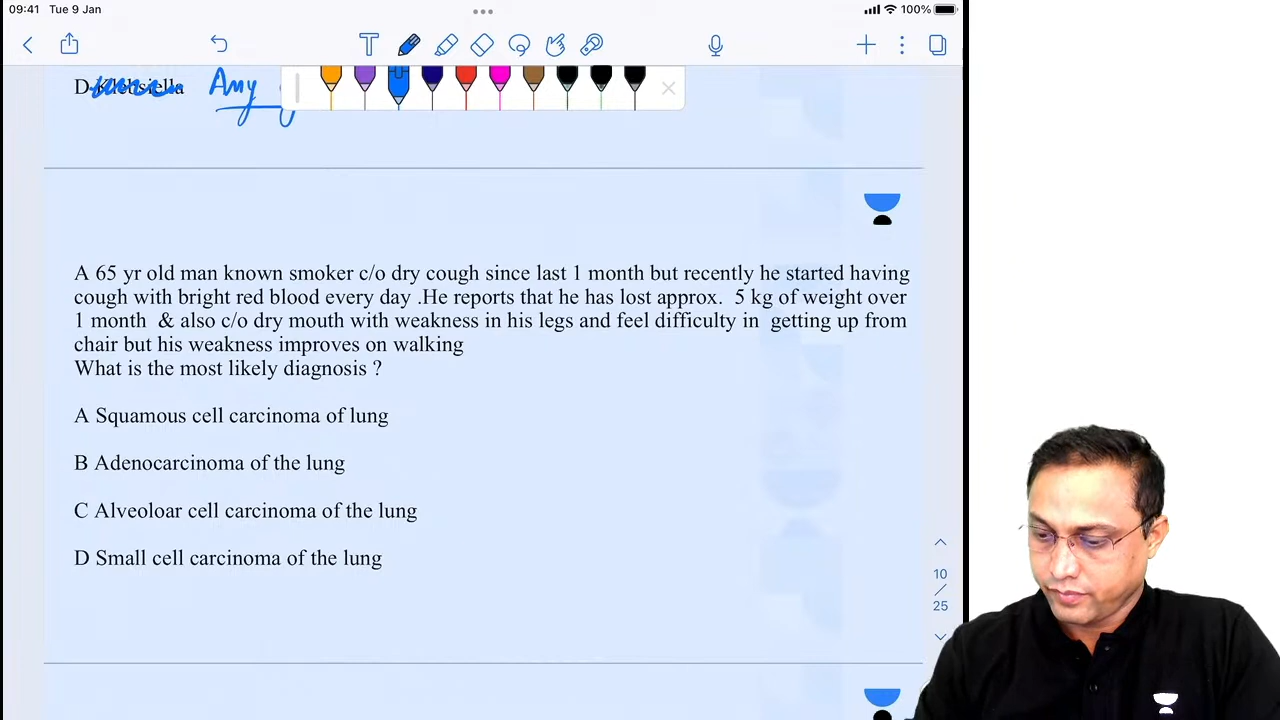 09:41 Tue 9 Jan
100%
T
D Klebsiella Any
A 65 yr old man known smoker c/o dry cough since last 1 month but recently he started having
cough with bright red blood every day .He reports that he has lost approx. 5 kg of weight over
1 month & also c/o dry mouth with weakness in his legs and feel difficulty in getting up from
chair but his weakness improves on walking
What is the most likely diagnosis ?
A Squamous cell carcinoma of lung
B Adenocarcinoma of the lung
C Alveoloar cell carcinoma of the lung
D Small cell carcinoma of the lung
10
25